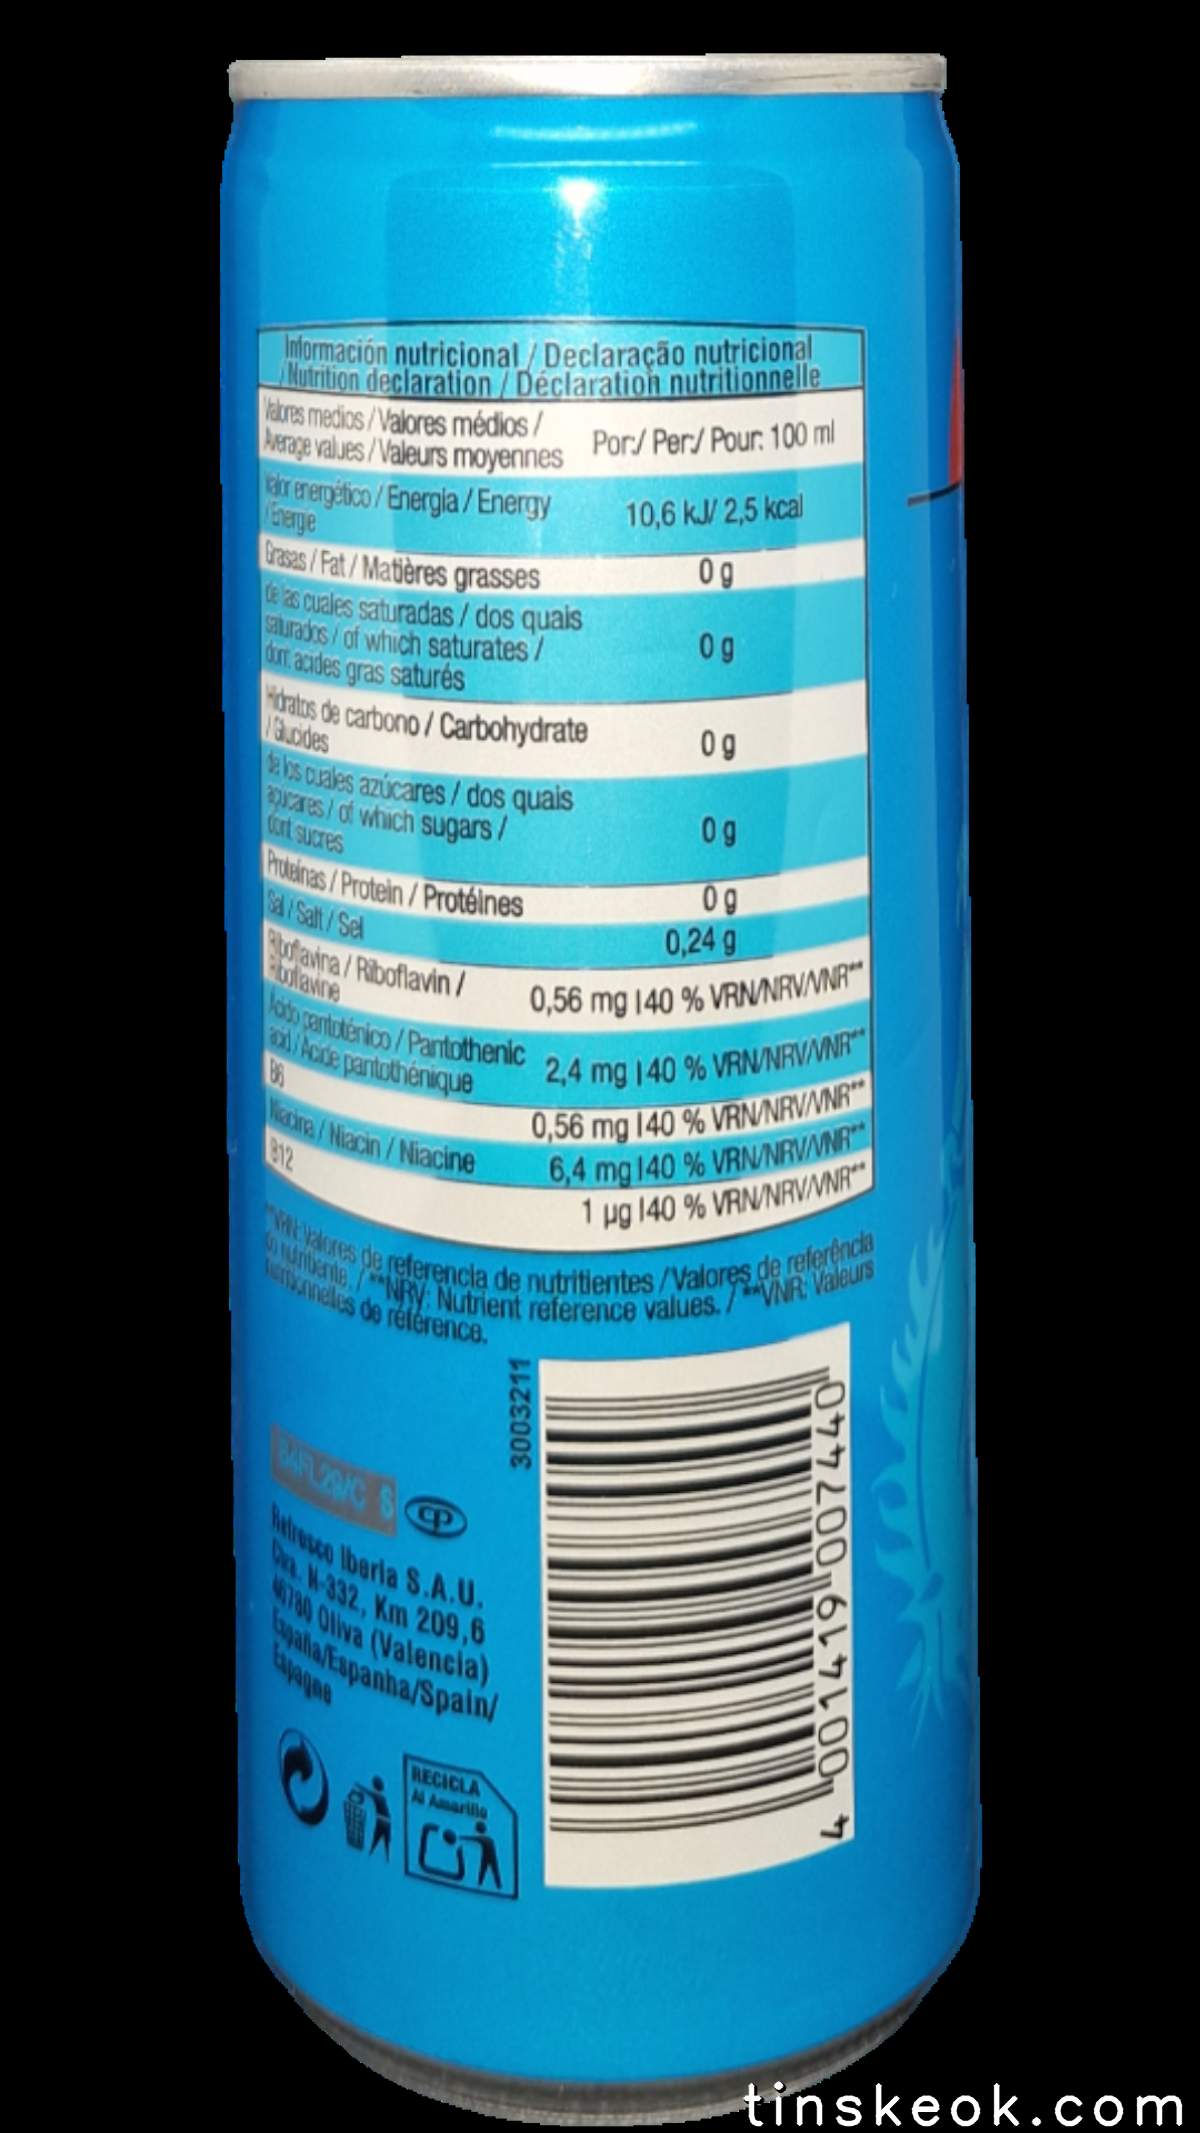 Información nutricional / Declaração nutricional
/ Nutrition declaration / Déclaration nutritionnelle
Valores medios / Valores médios /
Average values / Valeurs moyennes
Por:/ Per:/ Pour: 100 ml
Valor energético / Energia / Energy
/ Énergie
10,6 kJ/ 2,5 kcal
Grasas / Fat / Matières grasses
0 g
de las cuales saturadas / dos quais
saturados / of which saturates /
dont acides gras saturés
0 g
Hidratos de carbono / Carbohydrate
/ Glucides
0 g
de los cuales azúcares / dos quais
açucares / of which sugars /
dont sucres
0 g
Proteínas / Protein / Protéines
0 g
Sal / Salt / Sel
0,24 g
Riboflavina / Riboflavin /
Riboflavine
0,56 mg | 40 % VRN/NRV/VNR**
Ácido pantoténico / Pantothenic
acid / Acide pantothénique
2,4 mg | 40 % VRN/NRV/VNR**
B6
0,56 mg | 40 % VRN/NRV/VNR**
Niacina / Niacin / Niacine
6,4 mg | 40 % VRN/NRV/VNR**
B12
1 µg | 40 % VRN/NRV/VNR**
**VRN: Valores de referencia de nutritientes / Valores de referência
do nutriente. / **NRV: Nutrient reference values. / **VNR: Valeurs
nutritionnelles de référence.
3003211
4 001419 007440
CP
Refresco Iberia S.A.U.
Ctra. N-332, Km 209,6
46780 Oliva (Valencia)
España/Espanha/Spain/
Espagne
RECICLA
Al Amarillo
tinskeok.com